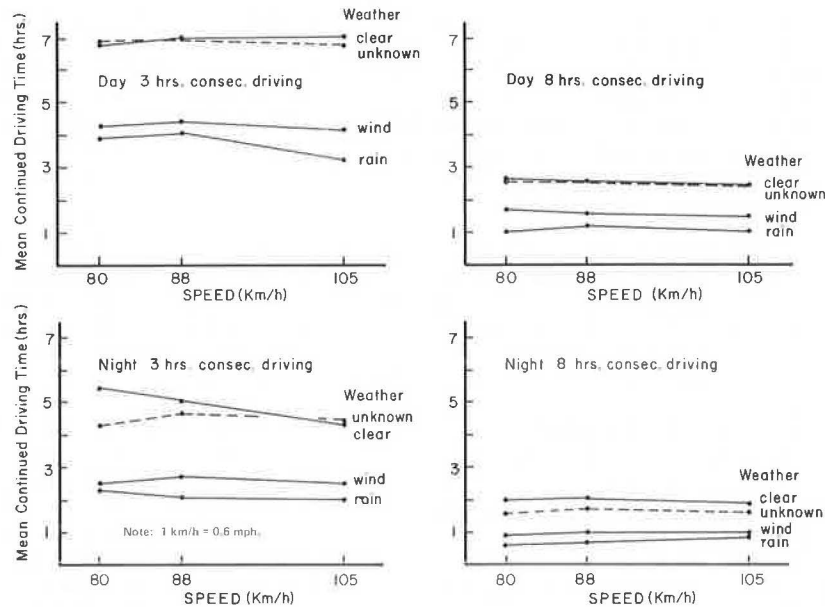 Mean Continued Driving Time (hrs.)
7
5
3
1
Day 3 hrs. consec. driving
Weather
clear
unknown
wind
rain
80
88
105
SPEED (Km/h)
7
5
3
1
Day 8 hrs. consec. driving
Weather
clear
unknown
wind
rain
80
88
105
SPEED (Km/h)
Mean Continued Driving Time (hrs.)
7
5
3
1
Night 3 hrs. consec. driving
Weather
unknown
clear
wind
rain
Note: 1 km/h = 0.6 mph.
80
88
105
SPEED (Km/h)
7
5
3
1
Night 8 hrs. consec. driving
Weather
clear
unknown
wind
rain
80
88
105
SPEED (Km/h)